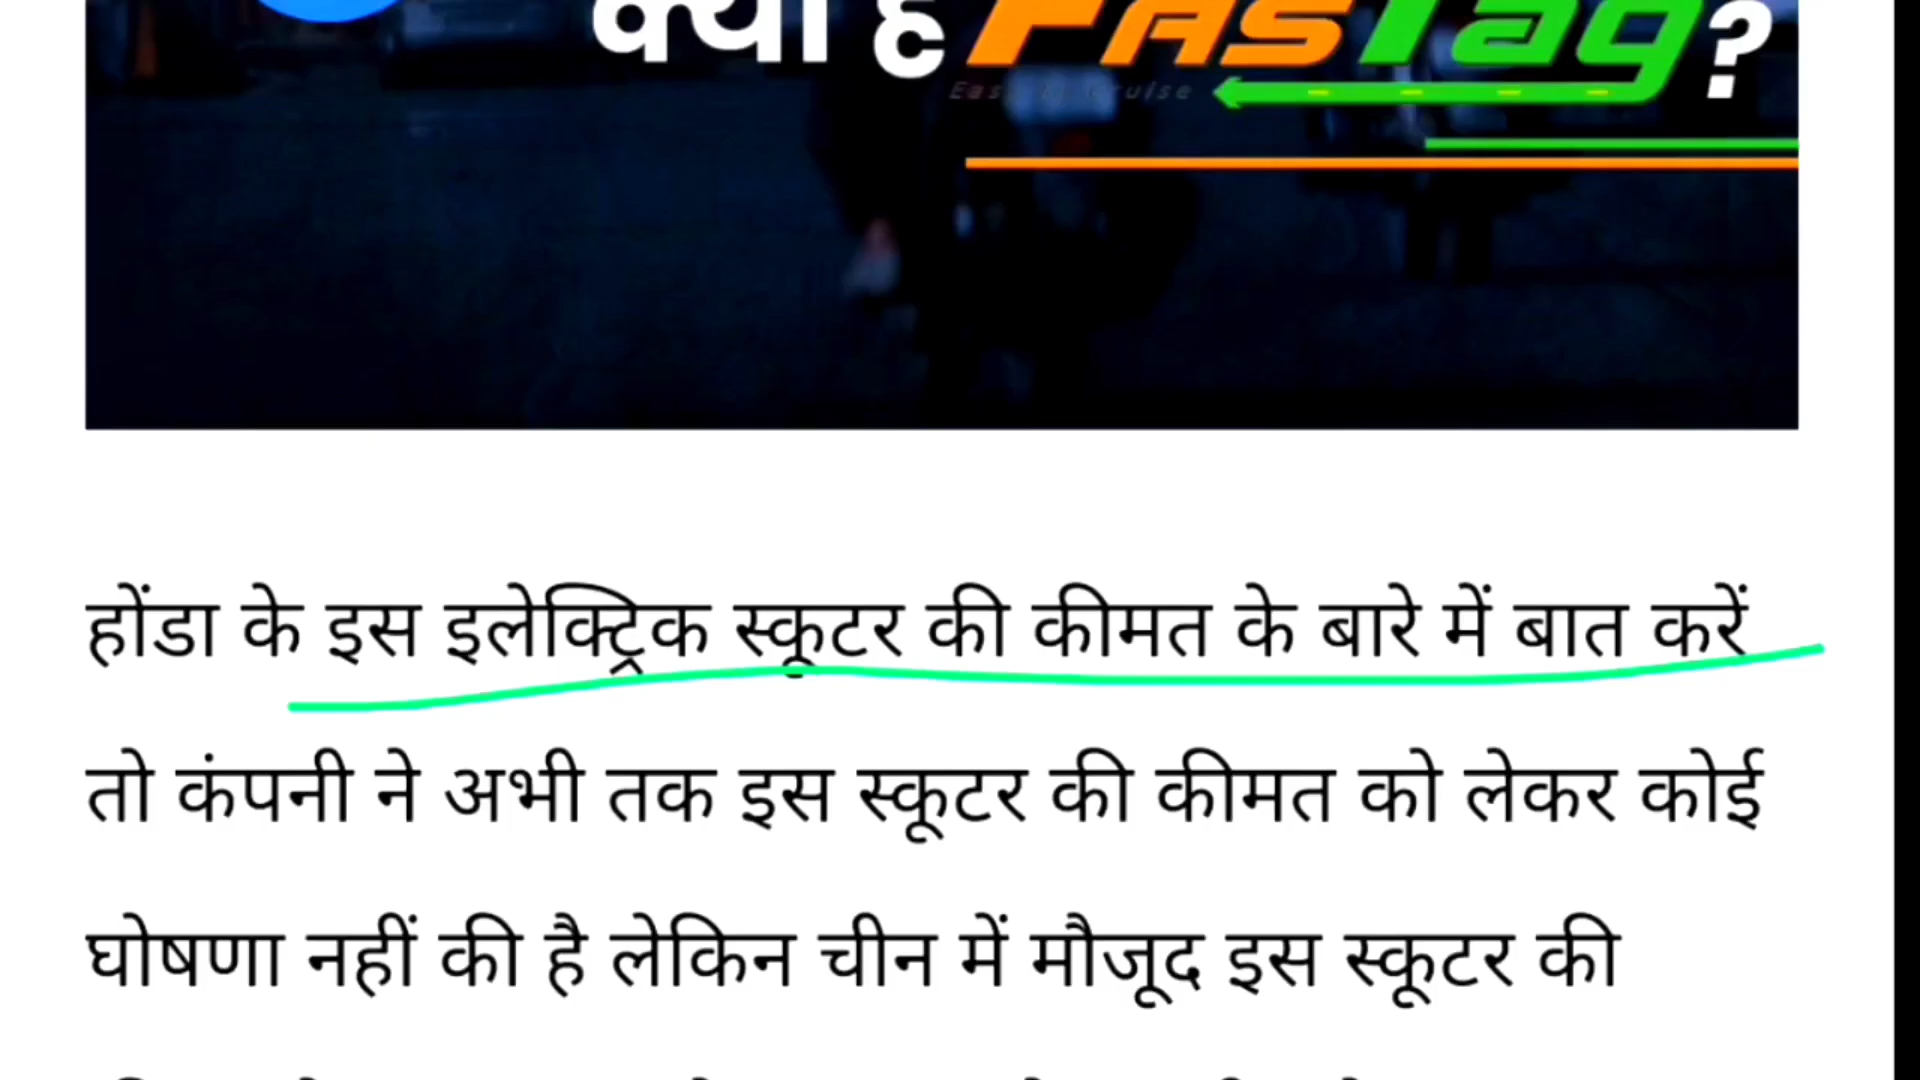 क्या है FASTag?
होंडा के इस इलेक्ट्रिक स्कूटर की कीमत के बारे में बात करें
तो कंपनी ने अभी तक इस स्कूटर की कीमत को लेकर कोई
घोषणा नहीं की है लेकिन चीन में मौजूद इस स्कूटर की